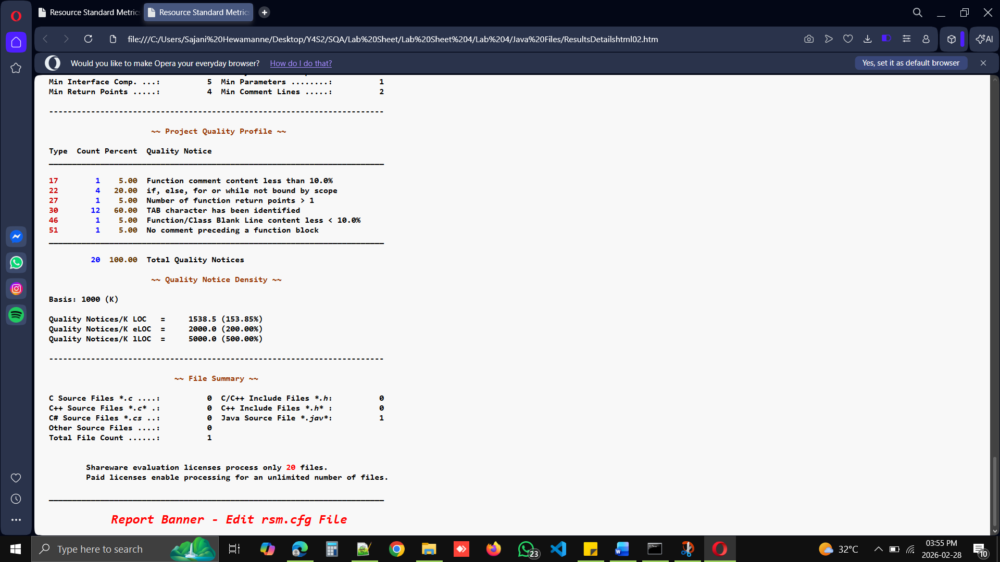 Resource Standard Metrics
Resource Standard Metrics
file:///C:/Users/Sajani%20Hewamanne/Desktop/Y4S2/SQA/Lab%20Sheet/Lab%20Sheet%204/Lab%204/Java%20Files/ResultsDetailshtml02.htm
AI
Would you like to make Opera your everyday browser? How do I do that?
Yes, set it as default browser
Min Interface Comp. ...: 5 Min Parameters ........: 1
Min Return Points .....: 4 Min Comment Lines .....: 2
------------------------------------------------------------------------
~~ Project Quality Profile ~~
Type Count Percent Quality Notice
________________________________________________________________________
17 1 5.00 Function comment content less than 10.0%
22 4 20.00 if, else, for or while not bound by scope
27 1 5.00 Number of function return points > 1
30 12 60.00 TAB character has been identified
46 1 5.00 Function/Class Blank Line content less < 10.0%
51 1 5.00 No comment preceding a function block
________________________________________________________________________
20 100.00 Total Quality Notices
~~ Quality Notice Density ~~
Basis: 1000 (K)
Quality Notices/K LOC = 1538.5 (153.85%)
Quality Notices/K eLOC = 2000.0 (200.00%)
Quality Notices/K lLOC = 5000.0 (500.00%)
------------------------------------------------------------------------
~~ File Summary ~~
C Source Files *.c ....: 0 C/C++ Include Files *.h: 0
C++ Source Files *.c* .: 0 C++ Include Files *.h* : 0
C# Source Files *.cs ..: 0 Java Source File *.jav*: 1
Other Source Files ....: 0
Total File Count ......: 1
Shareware evaluation licenses process only 20 files.
Paid licenses enable processing for an unlimited number of files.
________________________________________________________________________
Report Banner - Edit rsm.cfg File
Type here to search
23
32°C
03:55 PM
2026-02-28
10